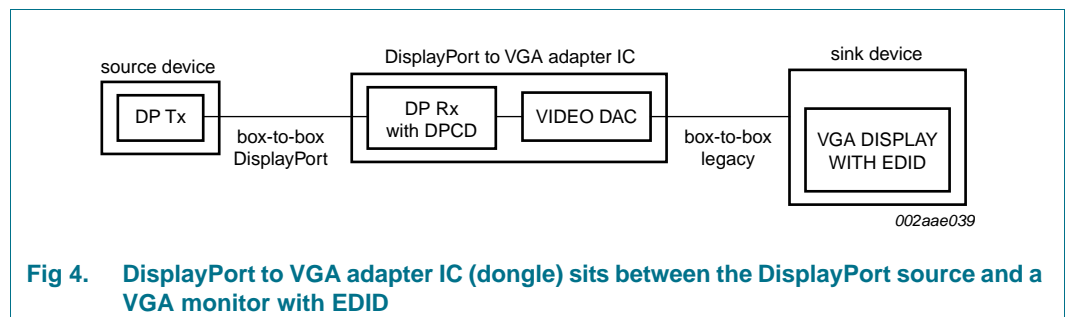 source device
DP Tx
box-to-box
DisplayPort
DisplayPort to VGA adapter IC
DP Rx
with DPCD
VIDEO DAC
box-to-box
legacy
sink device
VGA DISPLAY
WITH EDID
002aae039
Fig 4. DisplayPort to VGA adapter IC (dongle) sits between the DisplayPort source and a
VGA monitor with EDID